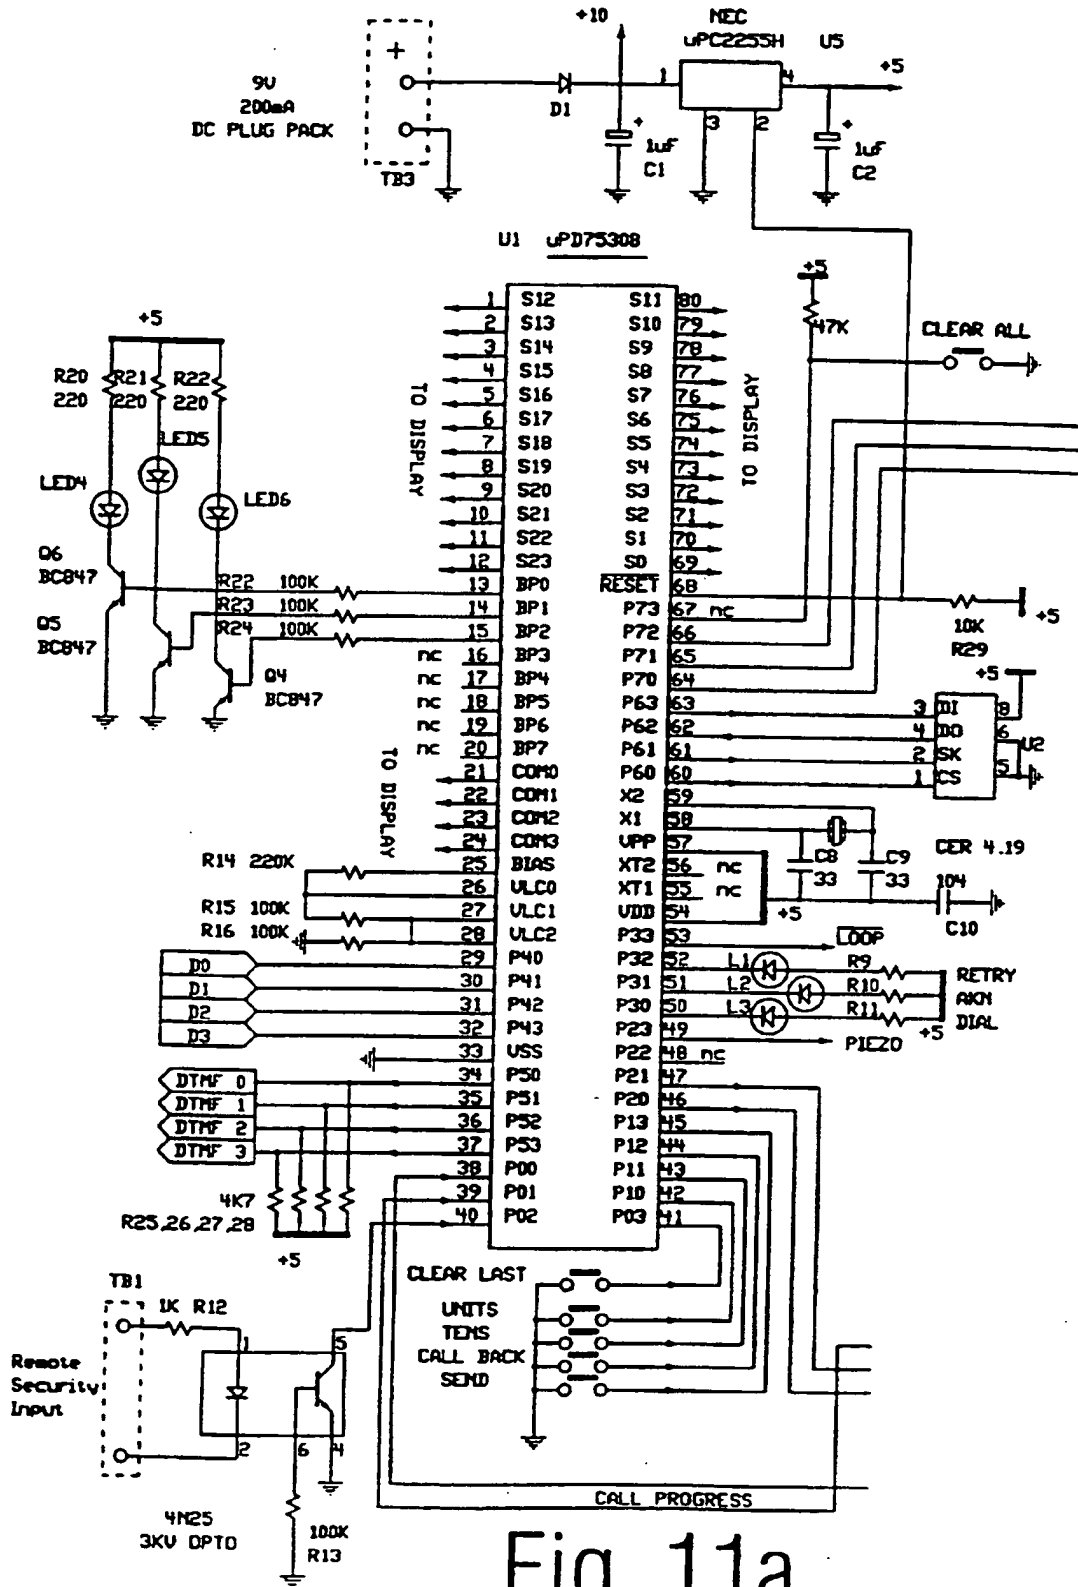 +10
NEC
uPC2255H U5
1 4 +5
+
9V
200mA
DC PLUG PACK
D1
+
1uF
C1
3 2
+
1uF
C2
TB3
U1 uPD75308
+5
47K
CLEAR ALL
+5
R20 R21 R22
220 220 220
LED5
LED4
LED6
Q6
BC847
Q5
BC847
Q4
BC847
R22 100K
R23 100K
R24 100K
TO DISPLAY
TO DISPLAY
TO DISPLAY
1 S12 S11 80
2 S13 S10 79
3 S14 S9 78
4 S15 S8 77
5 S16 S7 76
6 S17 S6 75
7 S18 S5 74
8 S19 S4 73
9 S20 S3 72
10 S21 S2 71
11 S22 S1 70
12 S23 S0 69
13 BP0 RESET 68
14 BP1 P73 67 nc
15 BP2 P72 66
nc 16 BP3 P71 65
nc 17 BP4 P70 64
nc 18 BP5 P63 63
nc 19 BP6 P62 62
nc 20 BP7 P61 61
21 COM0 P60 60
22 COM1 X2 59
23 COM2 X1 58
24 COM3 VPP 57
25 BIAS XT2 56 nc
26 VLC0 XT1 55 nc
27 VLC1 VDD 54
28 VLC2 P33 53
29 P40 P32 52
30 P41 P31 51
31 P42 P30 50
32 P43 P23 49
33 VSS P22 48 nc
34 P50 P21 47
35 P51 P20 46
36 P52 P13 45
37 P53 P12 44
38 P00 P11 43
39 P01 P10 42
40 P02 P03 41
10K
R29
+5
+5
3 DI 8
4 DO 6
2 SK U2
1 CS 5
C8
33
C9
33
CER 4.19
+5
104
C10
LOOP
L1 R9 RETRY
L2 R10 AKN
L3 R11 DIAL
+5
PIEZO
R14 220K
R15 100K
R16 100K
D0
D1
D2
D3
DTMF 0
DTMF 1
DTMF 2
DTMF 3
4K7
R25,26,27,28
+5
CLEAR LAST
UNITS
TENS
CALL BACK
SEND
TB1
1K R12
1 5
Remote
Security
Input
2 6 4
4N25
3KV OPTO
100K
R13
CALL PROGRESS
Fig 11a